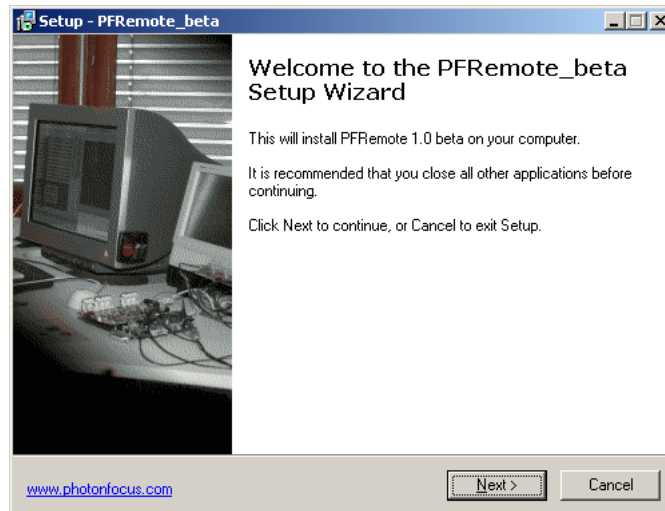 Setup - PFRemote_beta
Welcome to the PFRemote_beta
Setup Wizard
This will install PFRemote 1.0 beta on your computer.
It is recommended that you close all other applications before
continuing.
Click Next to continue, or Cancel to exit Setup.
www.photonfocus.com
Next >
Cancel